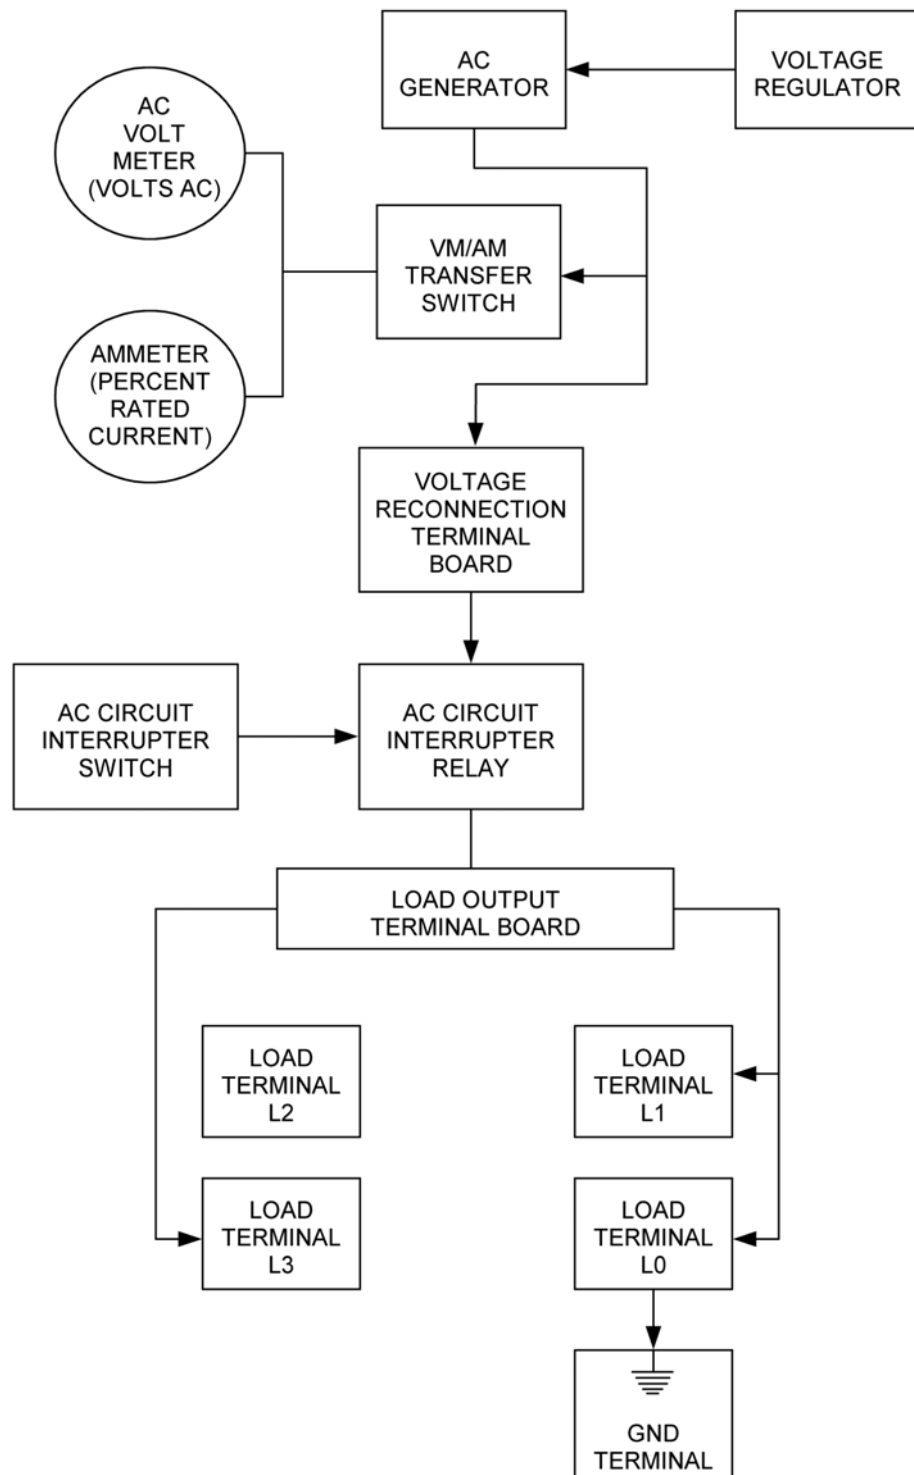 AC
GENERATOR
VOLTAGE
REGULATOR
AC
VOLT
METER
(VOLTS AC)
VM/AM
TRANSFER
SWITCH
AMMETER
(PERCENT
RATED
CURRENT)
VOLTAGE
RECONNECTION
TERMINAL
BOARD
AC CIRCUIT
INTERRUPTER
SWITCH
AC CIRCUIT
INTERRUPTER
RELAY
LOAD OUTPUT
TERMINAL BOARD
LOAD
TERMINAL
L2
LOAD
TERMINAL
L1
LOAD
TERMINAL
L3
LOAD
TERMINAL
L0
GND
TERMINAL